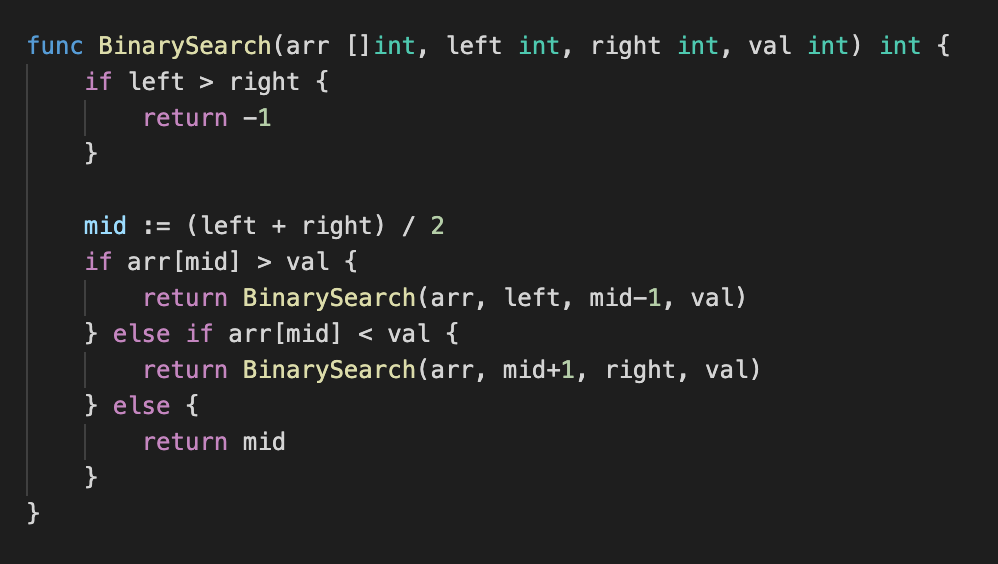 func BinarySearch(arr []int, left int, right int, val int) int {
    if left > right {
        return -1
    }

    mid := (left + right) / 2
    if arr[mid] > val {
        return BinarySearch(arr, left, mid-1, val)
    } else if arr[mid] < val {
        return BinarySearch(arr, mid+1, right, val)
    } else {
        return mid
    }
}